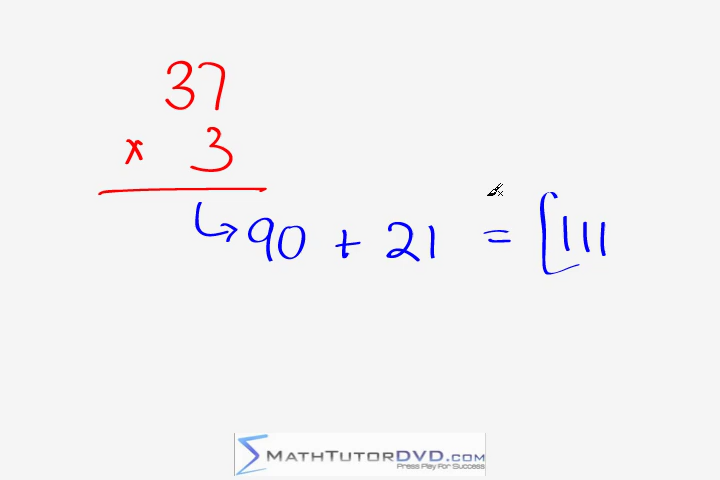 37
× 3
90 + 21 = [111
MATHTUTORDVD.COM
Press Play For Success